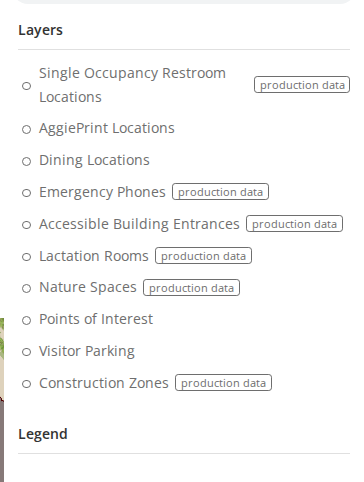 Layers
Single Occupancy Restroom
Locations production data
AggiePrint Locations
Dining Locations
Emergency Phones production data
Accessible Building Entrances production data
Lactation Rooms production data
Nature Spaces production data
Points of Interest
Visitor Parking
Construction Zones production data
Legend